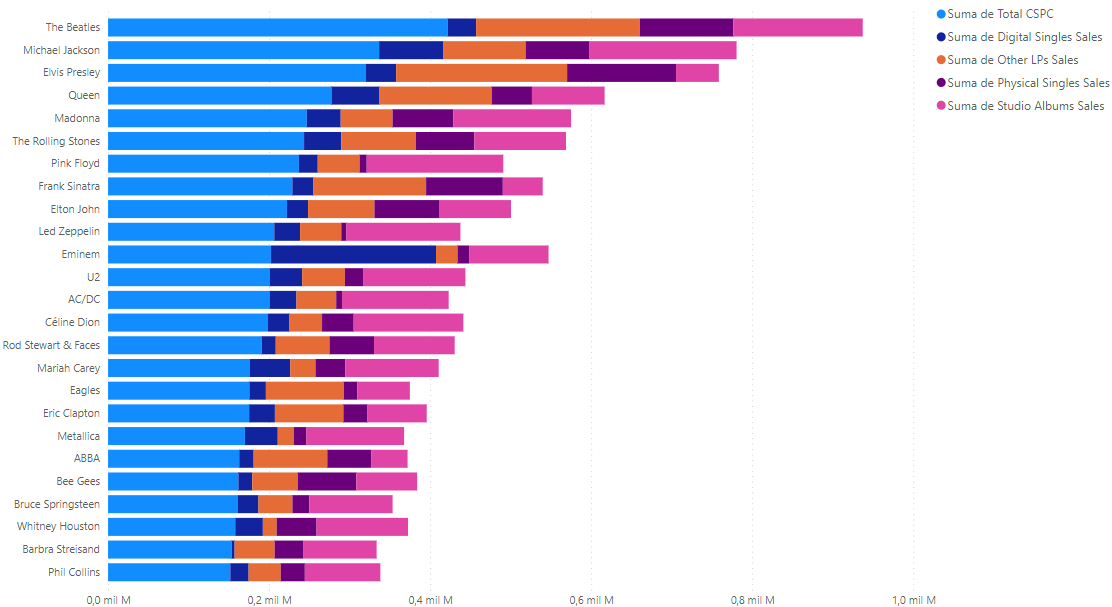 Suma de Total CSPC
Suma de Digital Singles Sales
Suma de Other LPs Sales
Suma de Physical Singles Sales
Suma de Studio Albums Sales
The Beatles
Michael Jackson
Elvis Presley
Queen
Madonna
The Rolling Stones
Pink Floyd
Frank Sinatra
Elton John
Led Zeppelin
Eminem
U2
AC/DC
Céline Dion
Rod Stewart & Faces
Mariah Carey
Eagles
Eric Clapton
Metallica
ABBA
Bee Gees
Bruce Springsteen
Whitney Houston
Barbra Streisand
Phil Collins
0,0 mil M 0,2 mil M 0,4 mil M 0,6 mil M 0,8 mil M 1,0 mil M